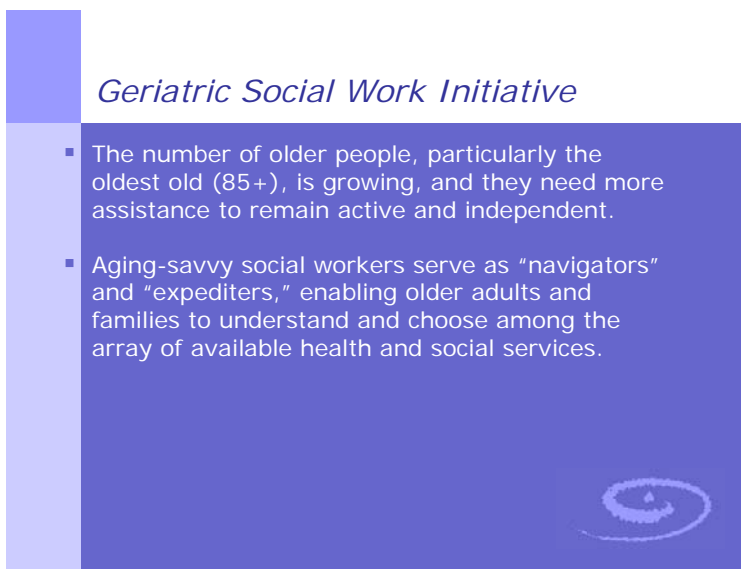 Geriatric Social Work Initiative
▪ The number of older people, particularly the
oldest old (85+), is growing, and they need more
assistance to remain active and independent.
▪ Aging-savvy social workers serve as “navigators”
and “expediters,” enabling older adults and
families to understand and choose among the
array of available health and social services.